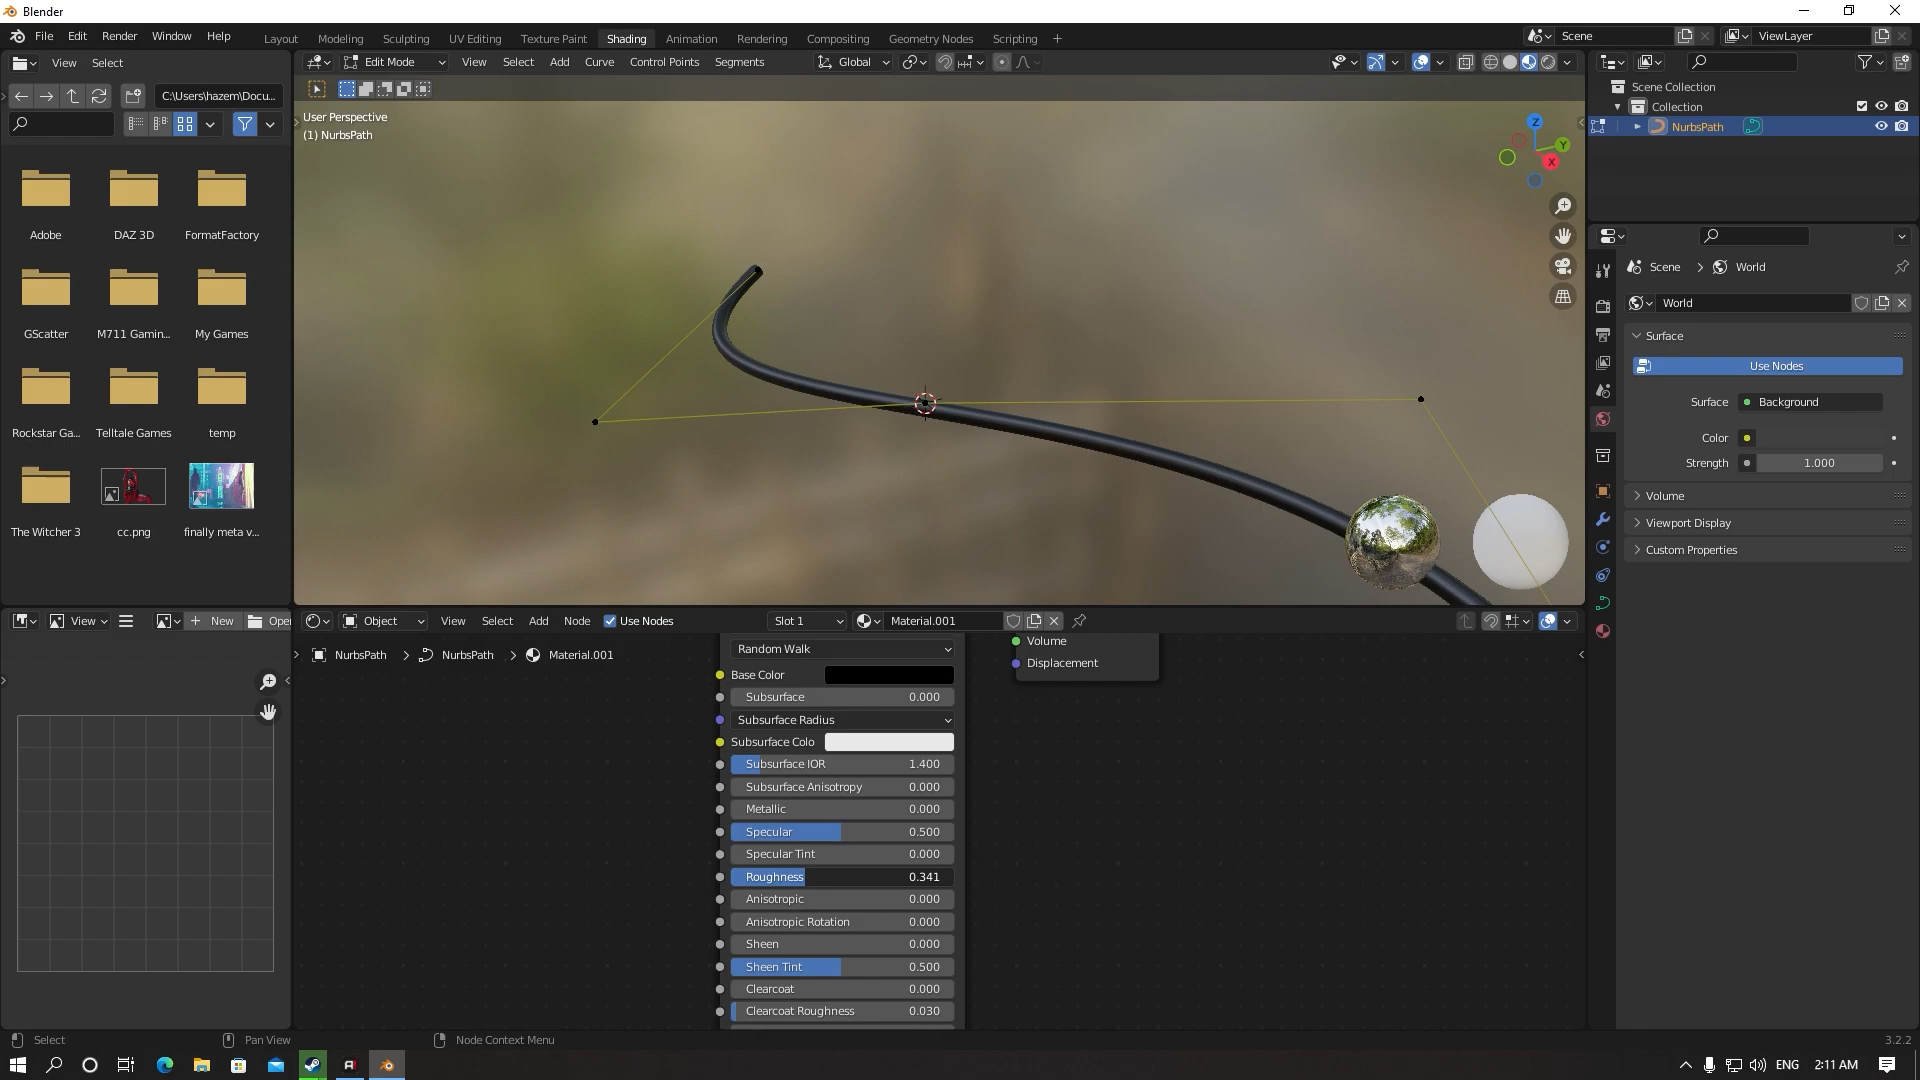 Blender
File Edit Render Window Help
Layout Modeling Sculpting UV Editing Texture Paint Shading Animation Rendering Compositing Geometry Nodes Scripting +
Scene
ViewLayer
View Select
Edit Mode View Select Add Curve Control Points Segments Global
C:\Users\hazem\Docu...
User Perspective
(1) NurbsPath
Z
Y
X
Adobe
DAZ 3D
FormatFactory
GScatter
M711 Gamin...
My Games
Rockstar Ga...
Telltale Games
temp
The Witcher 3
cc.png
finally meta v...
Scene Collection
Collection
NurbsPath
Scene > World
World
Surface
Use Nodes
Surface Background
Color
Strength 1.000
Volume
Viewport Display
Custom Properties
View + New Open
Object View Select Add Node Use Nodes Slot 1 Material.001
NurbsPath > NurbsPath > Material.001
Random Walk
Base Color
Subsurface 0.000
Subsurface Radius
Subsurface Colo
Subsurface IOR 1.400
Subsurface Anisotropy 0.000
Metallic 0.000
Specular 0.500
Specular Tint 0.000
Roughness 0.341
Anisotropic 0.000
Anisotropic Rotation 0.000
Sheen 0.000
Sheen Tint 0.500
Clearcoat 0.000
Clearcoat Roughness 0.030
Volume
Displacement
Select Pan View Node Context Menu 3.2.2
ENG 2:11 AM